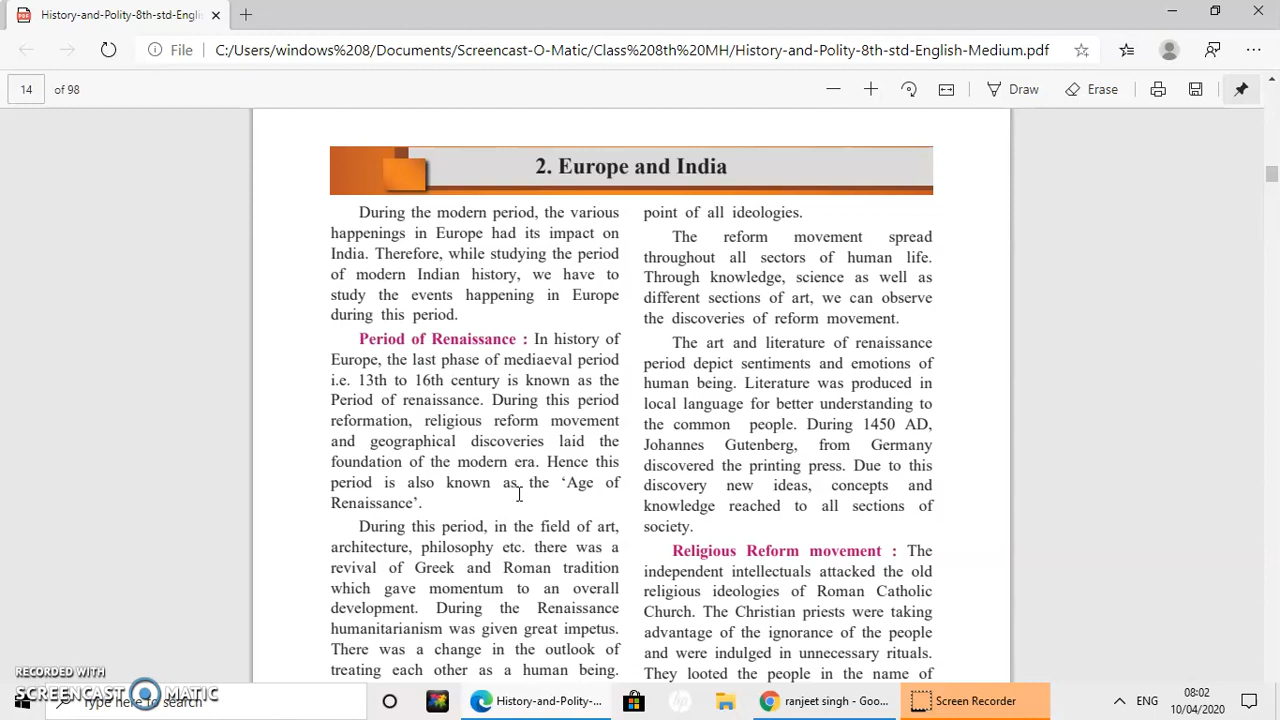 History-and-Polity-8th-std-Englis
File
C:/Users/windows%208/Documents/Screencast-O-Matic/Class%208th%20MH/History-and-Polity-8th-std-English-Medium.pdf
14 of 98
Draw
Erase
2. Europe and India
During the modern period, the various
happenings in Europe had its impact on
India. Therefore, while studying the period
of modern Indian history, we have to
study the events happening in Europe
during this period.
Period of Renaissance : In history of
Europe, the last phase of mediaeval period
i.e. 13th to 16th century is known as the
Period of renaissance. During this period
reformation, religious reform movement
and geographical discoveries laid the
foundation of the modern era. Hence this
period is also known as the ‘Age of
Renaissance’.
During this period, in the field of art,
architecture, philosophy etc. there was a
revival of Greek and Roman tradition
which gave momentum to an overall
development. During the Renaissance
humanitarianism was given great impetus.
There was a change in the outlook of
treating each other as a human being.
point of all ideologies.
The reform movement spread
throughout all sectors of human life.
Through knowledge, science as well as
different sections of art, we can observe
the discoveries of reform movement.
The art and literature of renaissance
period depict sentiments and emotions of
human being. Literature was produced in
local language for better understanding to
the common people. During 1450 AD,
Johannes Gutenberg, from Germany
discovered the printing press. Due to this
discovery new ideas, concepts and
knowledge reached to all sections of
society.
Religious Reform movement : The
independent intellectuals attacked the old
religious ideologies of Roman Catholic
Church. The Christian priests were taking
advantage of the ignorance of the people
and were indulged in unnecessary rituals.
They looted the people in the name of
RECORDED WITH
SCREENCAST MATIC
Type here to search
History-and-Polity-...
hp
ranjeet singh - Goo...
Screen Recorder
ENG
08:02
10/04/2020